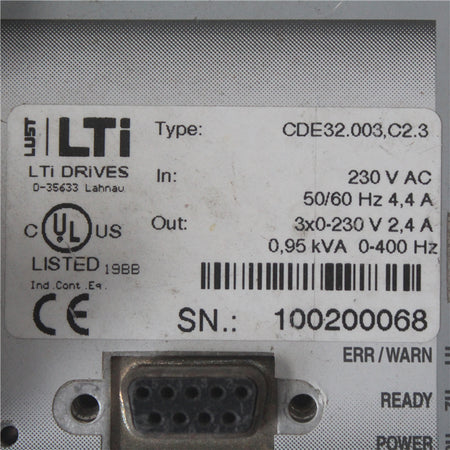 LUST LTi Type: CDE32.003,C2.3
LTi DRiVES
D-35633 Lahnau
In: 230 V AC
50/60 Hz 4,4 A
Out: 3x0-230 V 2,4 A
0,95 kVA 0-400 Hz
C UL US
LISTED 19BB
Ind.Cont.Eq.
CE
SN.: 100200068
ERR/WARN
READY
POWER